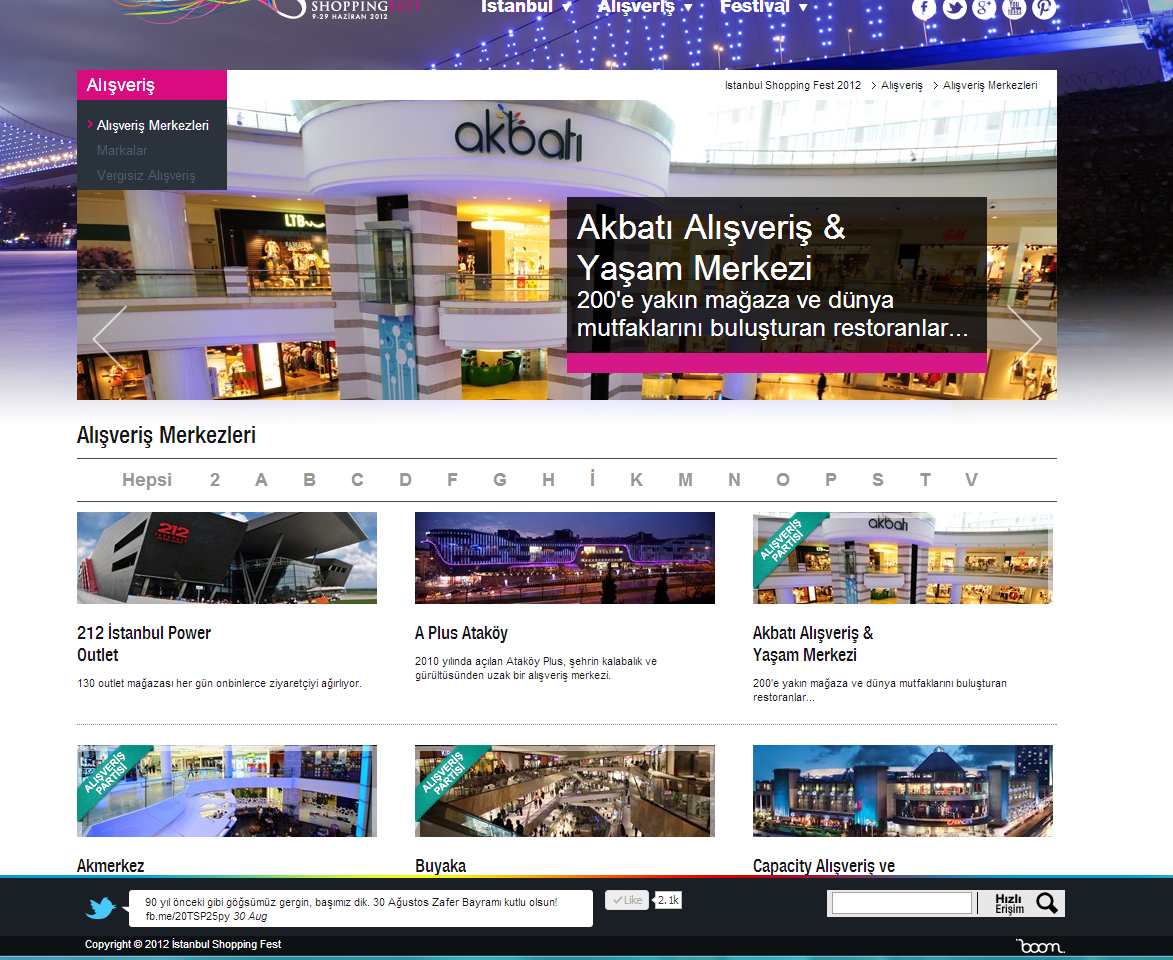 SHOPPING FEST
9-29 HAZİRAN 2012
İstanbul
Alışveriş
Festival
Alışveriş
Alışveriş Merkezleri
Markalar
Vergisiz Alışveriş
Istanbul Shopping Fest 2012 > Alışveriş > Alışveriş Merkezleri
akbatı
LTB
H&M
Akbatı Alışveriş &
Yaşam Merkezi
200'e yakın mağaza ve dünya
mutfaklarını buluşturan restoranlar...
Alışveriş Merkezleri
Hepsi 2 A B C D F G H İ K M N O P S T V
212
akbatı
ALIŞVERİŞ
PARTİSİ
212 İstanbul Power
Outlet
130 outlet mağazası her gün onbinlerce ziyaretçiyi ağırlıyor.
A Plus Ataköy
2010 yılında açılan Ataköy Plus, şehrin kalabalık ve
gürültüsünden uzak bir alışveriş merkezi.
Akbatı Alışveriş &
Yaşam Merkezi
200'e yakın mağaza ve dünya mutfaklarını buluşturan
restoranlar...
ALIŞVERİŞ
PARTİSİ
ALIŞVERİŞ
PARTİSİ
Akmerkez
Buyaka
Capacity Alışveriş ve
90 yıl önceki gibi göğsümüz gergin, başımız dik. 30 Ağustos Zafer Bayramı kutlu olsun!
fb.me/20TSP25py 30 Aug
Like
2.1k
Hızlı
Erişim
Copyright © 2012 İstanbul Shopping Fest
boom